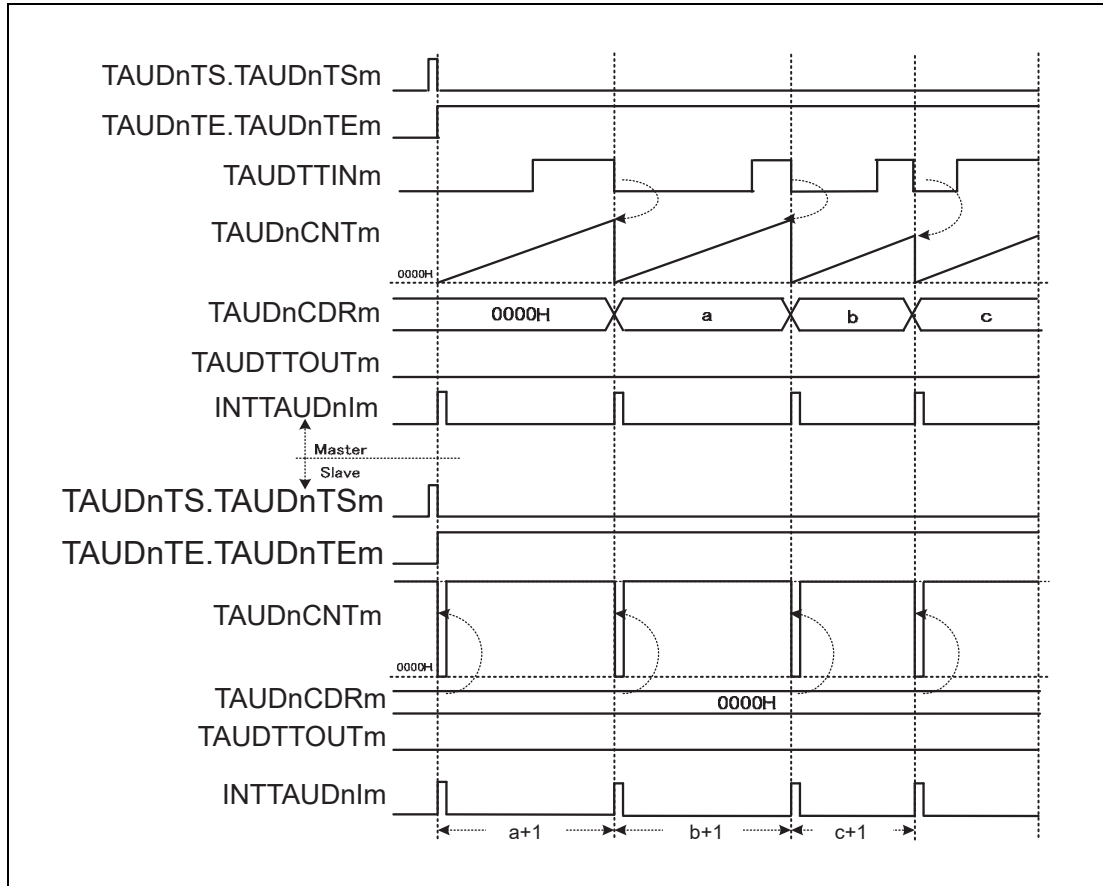 TAUDnTS.TAUDnTSm
TAUDnTE.TAUDnTEm
TAUDTTINm
TAUDnCNTm
0000H
TAUDnCDRm
0000H
a
b
c
TAUDTTOUTm
INTTAUDnIm
Master
Slave
TAUDnTS.TAUDnTSm
TAUDnTE.TAUDnTEm
TAUDnCNTm
0000H
TAUDnCDRm
0000H
TAUDTTOUTm
INTTAUDnIm
a+1
b+1
c+1